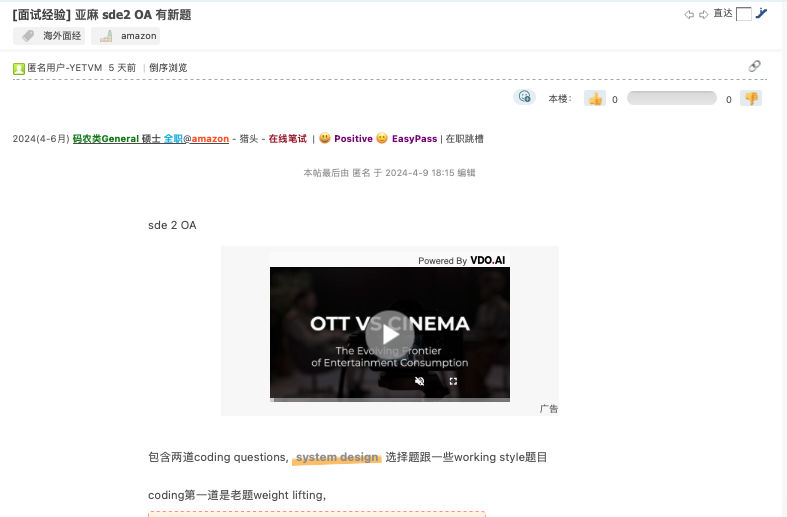 [面试经验] 亚麻 sde2 OA 有新题
直达
海外面经 amazon
匿名用户-YETVM 5 天前 | 倒序浏览
本楼: 0 0
2024(4-6月) 码农类General 硕士 全职@amazon - 猎头 - 在线笔试 | Positive EasyPass | 在职跳槽
本帖最后由 匿名 于 2024-4-9 18:15 编辑
sde 2 OA
Powered By VDO.AI
OTT VS CINEMA
The Evolving Frontier
of Entertainment Consumption
广告
包含两道coding questions, system design 选择题跟一些working style题目
coding第一道是老题weight lifting,